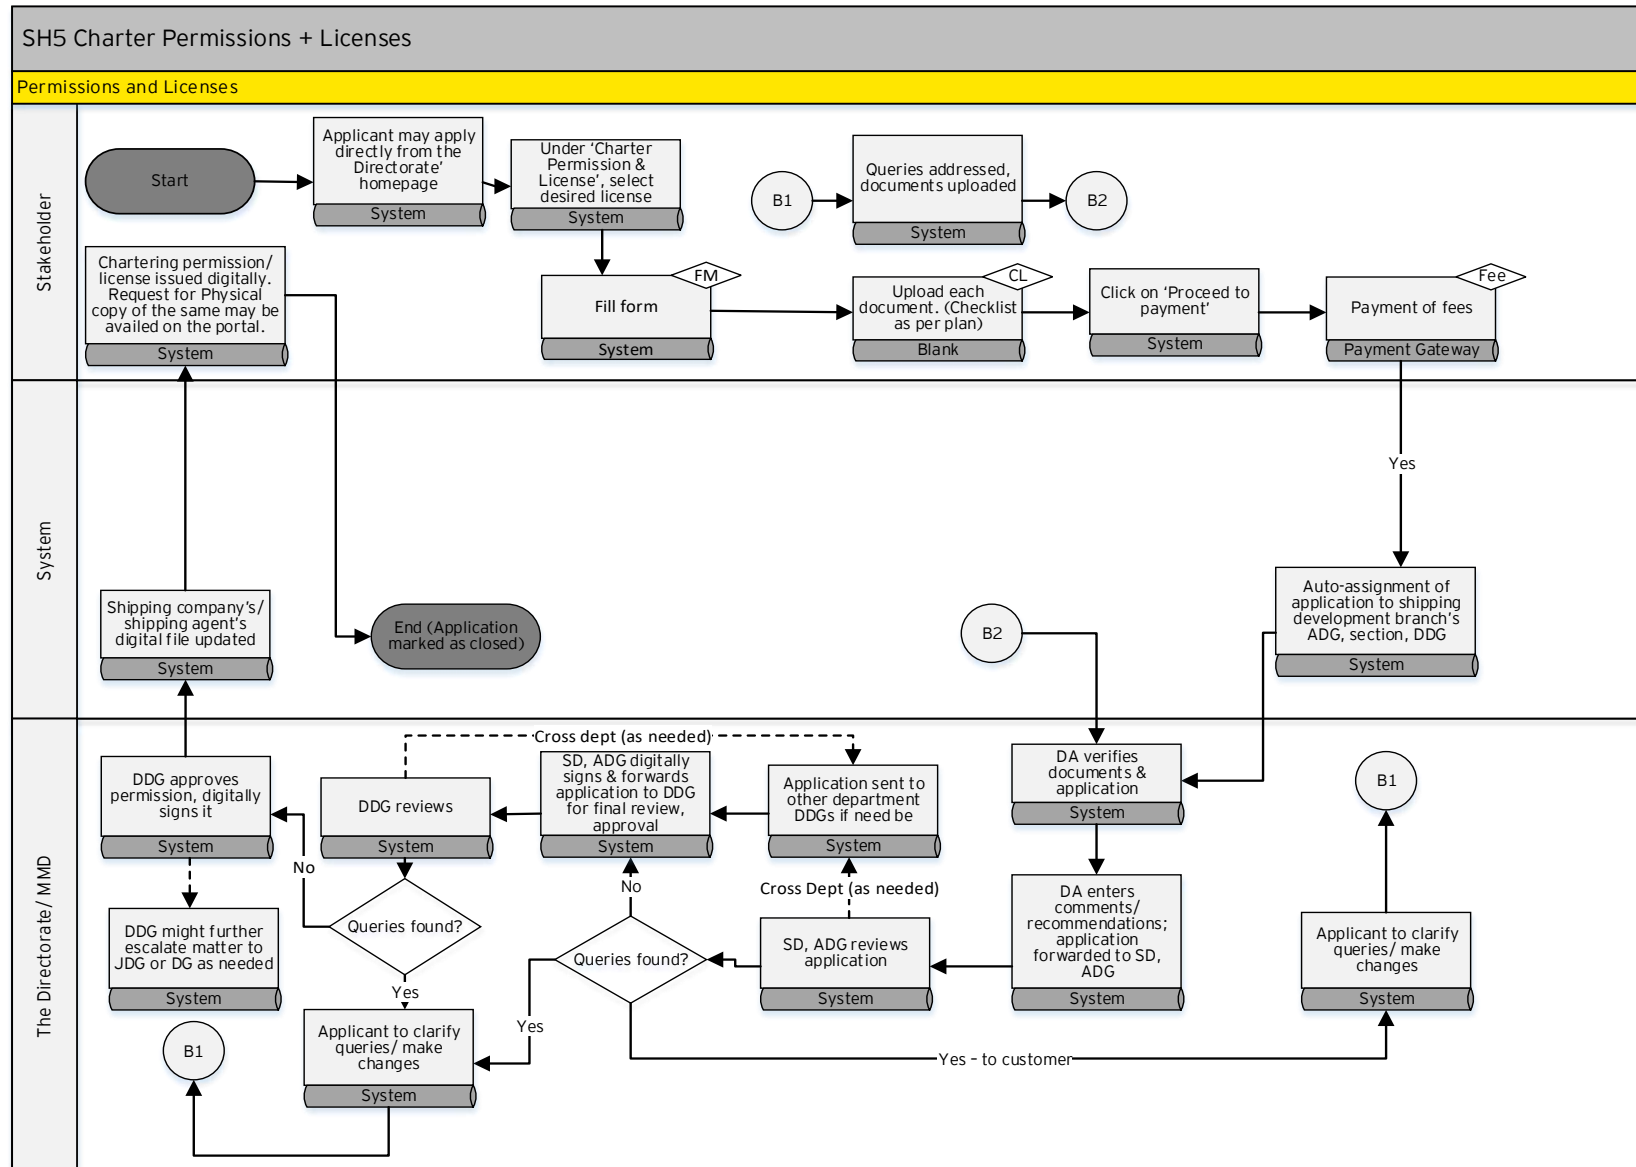 SH5 Charter Permissions + Licenses
Permissions and Licenses
Stakeholder
Start
Applicant may apply
directly from the
Directorate'
homepage
System
Under ‘Charter
Permission &
License’, select
desired license
System
B1
Queries addressed,
documents uploaded
System
B2
Chartering permission/
license issued digitally.
Request for Physical
copy of the same may be
availed on the portal.
System
FM
Fill form
System
CL
Upload each
document. (Checklist
as per plan)
Blank
Click on ‘Proceed to
payment’
System
Fee
Payment of fees
Payment Gateway
System
Yes
Shipping company’s/
shipping agent’s
digital file updated
System
End (Application
marked as closed)
B2
Auto-assignment of
application to shipping
development branch’s
ADG, section, DDG
System
The Directorate/ MMD
Cross dept (as needed)
DDG approves
permission, digitally
signs it
System
DDG reviews
System
SD, ADG digitally
signs & forwards
application to DDG
for final review,
approval
System
Application sent to
other department
DDGs if need be
System
DA verifies
documents &
application
System
B1
No
No
Cross Dept (as needed)
DDG might further
escalate matter to
JDG or DG as needed
System
Queries found?
Queries found?
SD, ADG reviews
application
System
DA enters
comments/
recommendations;
application
forwarded to SD,
ADG
System
Applicant to clarify
queries/ make
changes
System
Yes
Yes
B1
Applicant to clarify
queries/ make
changes
System
Yes - to customer